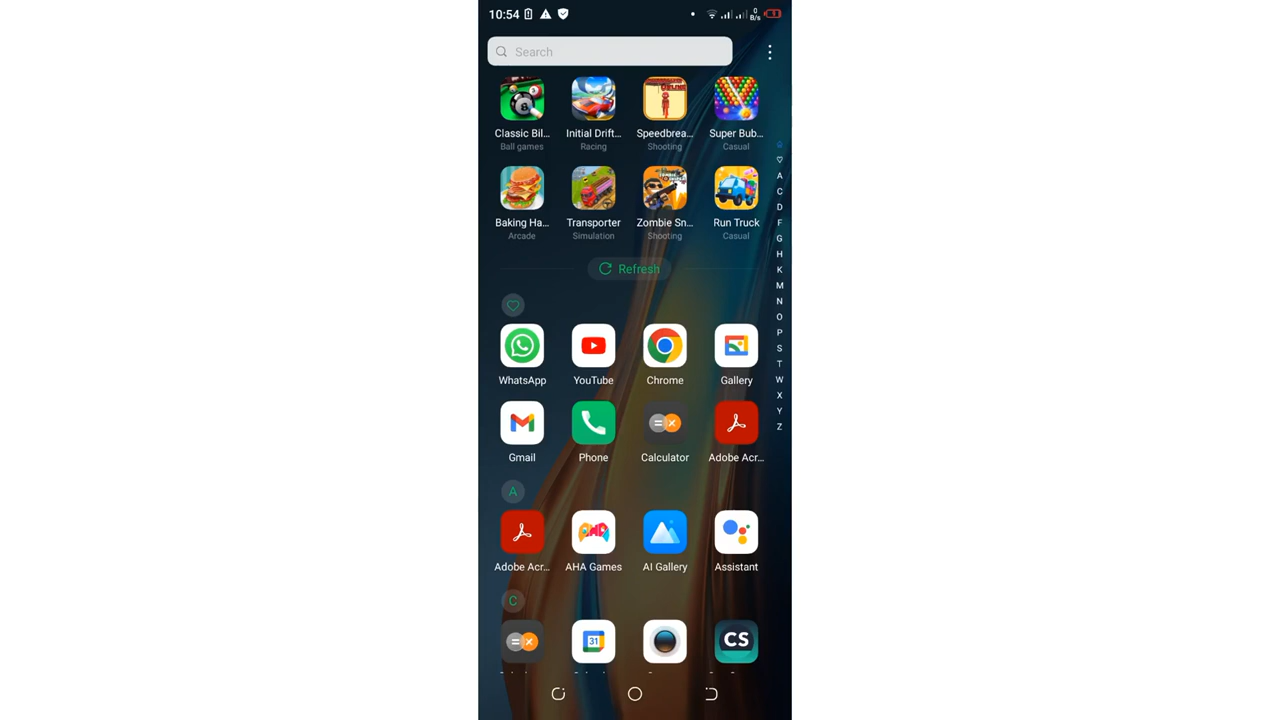 10:54
0
B/s
Search
Classic Bil...
Initial Drift...
Speedbrea...
Super Bub...
Ball games
Racing
Shooting
Casual
Baking Ha...
Transporter
Zombie Sn...
Run Truck
Arcade
Simulation
Shooting
Casual
Refresh
WhatsApp
YouTube
Chrome
Gallery
Gmail
Phone
Calculator
Adobe Acr...
A
Adobe Acr...
AHA Games
AI Gallery
Assistant
C
31
CS
A
C
D
F
G
H
K
M
N
O
P
S
T
W
X
Y
Z